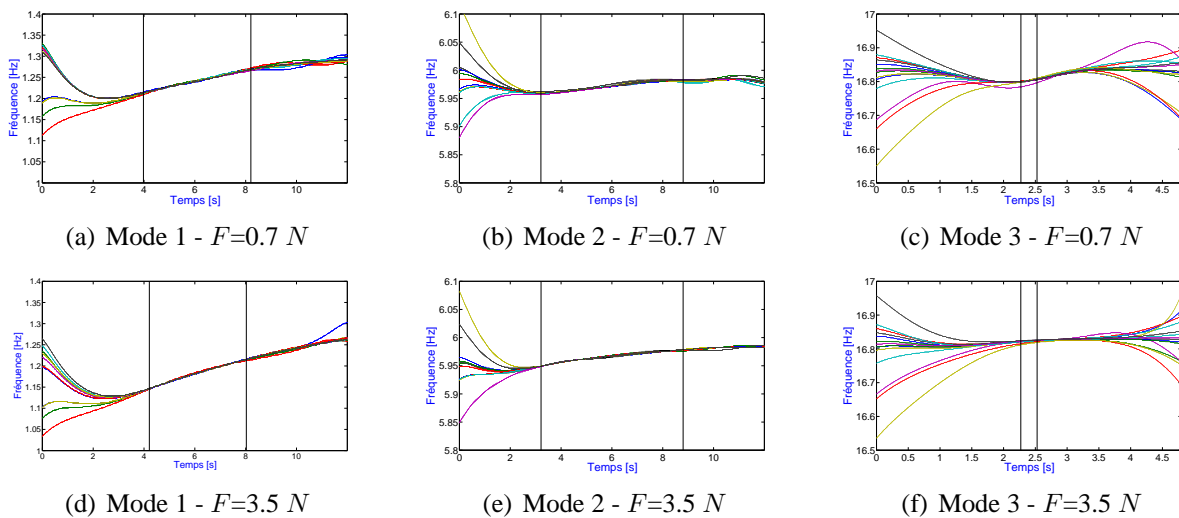 1.4
1.35
1.3
1.25
1.2
1.15
1.1
1.05
1
Fréquence [Hz]
0 2 4 6 8 10
Temps [s]
(a) Mode 1 - F=0.7 N
6.1
6.05
6
5.95
5.9
5.85
5.8
Fréquence [Hz]
0 2 4 6 8 10
Temps [s]
(b) Mode 2 - F=0.7 N
17
16.9
16.8
16.7
16.6
16.5
Fréquence [Hz]
0 0.5 1 1.5 2 2.5 3 3.5 4 4.5
Temps [s]
(c) Mode 3 - F=0.7 N
1.4
1.35
1.3
1.25
1.2
1.15
1.1
1.05
1
Fréquence [Hz]
0 2 4 6 8 10
Temps [s]
(d) Mode 1 - F=3.5 N
6.1
6.05
6
5.95
5.9
5.85
5.8
Fréquence [Hz]
0 2 4 6 8 10
Temps [s]
(e) Mode 2 - F=3.5 N
17
16.9
16.8
16.7
16.6
16.5
Fréquence [Hz]
0 0.5 1 1.5 2 2.5 3 3.5 4 4.5
Temps [s]
(f) Mode 3 - F=3.5 N